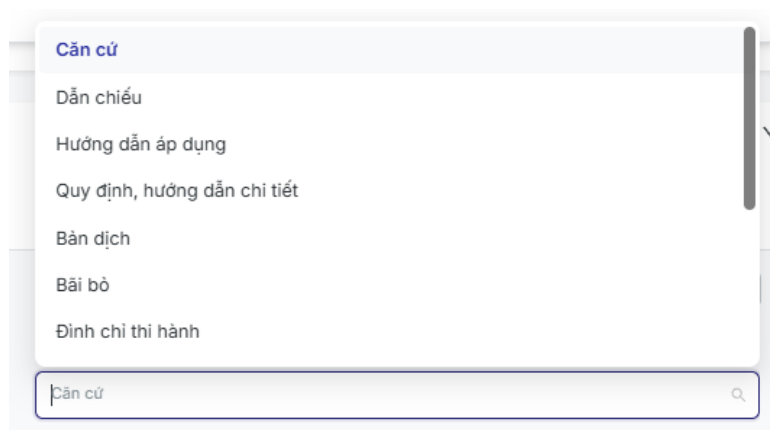 Căn cứ
Dẫn chiếu
Hướng dẫn áp dụng
Quy định, hướng dẫn chi tiết
Bản dịch
Bãi bỏ
Đình chỉ thi hành
Căn cứ